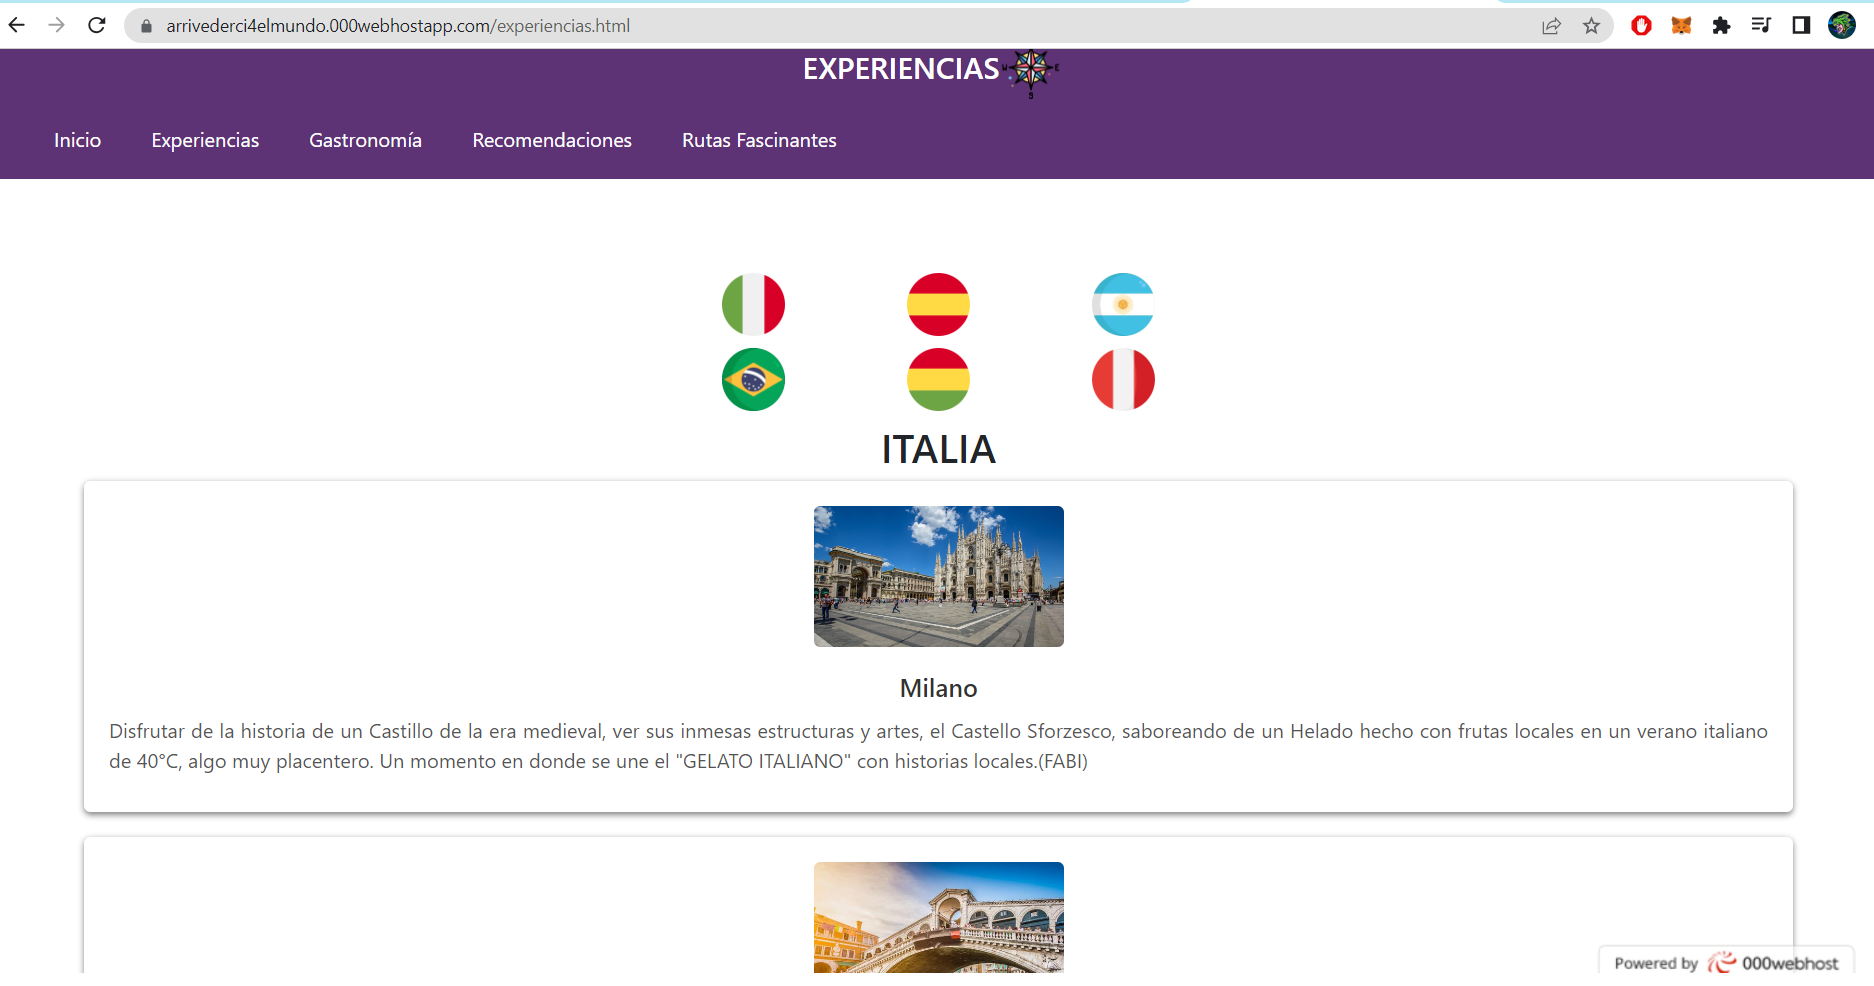 arrivederci4elmundo.000webhostapp.com/experiencias.html
EXPERIENCIAS
W E
S
Inicio Experiencias Gastronomía Recomendaciones Rutas Fascinantes
ITALIA
Milano
Disfrutar de la historia de un Castillo de la era medieval, ver sus inmesas estructuras y artes, el Castello Sforzesco, saboreando de un Helado hecho con frutas locales en un verano italiano
de 40°C, algo muy placentero. Un momento en donde se une el "GELATO ITALIANO" con historias locales.(FABI)
Powered by 000webhost